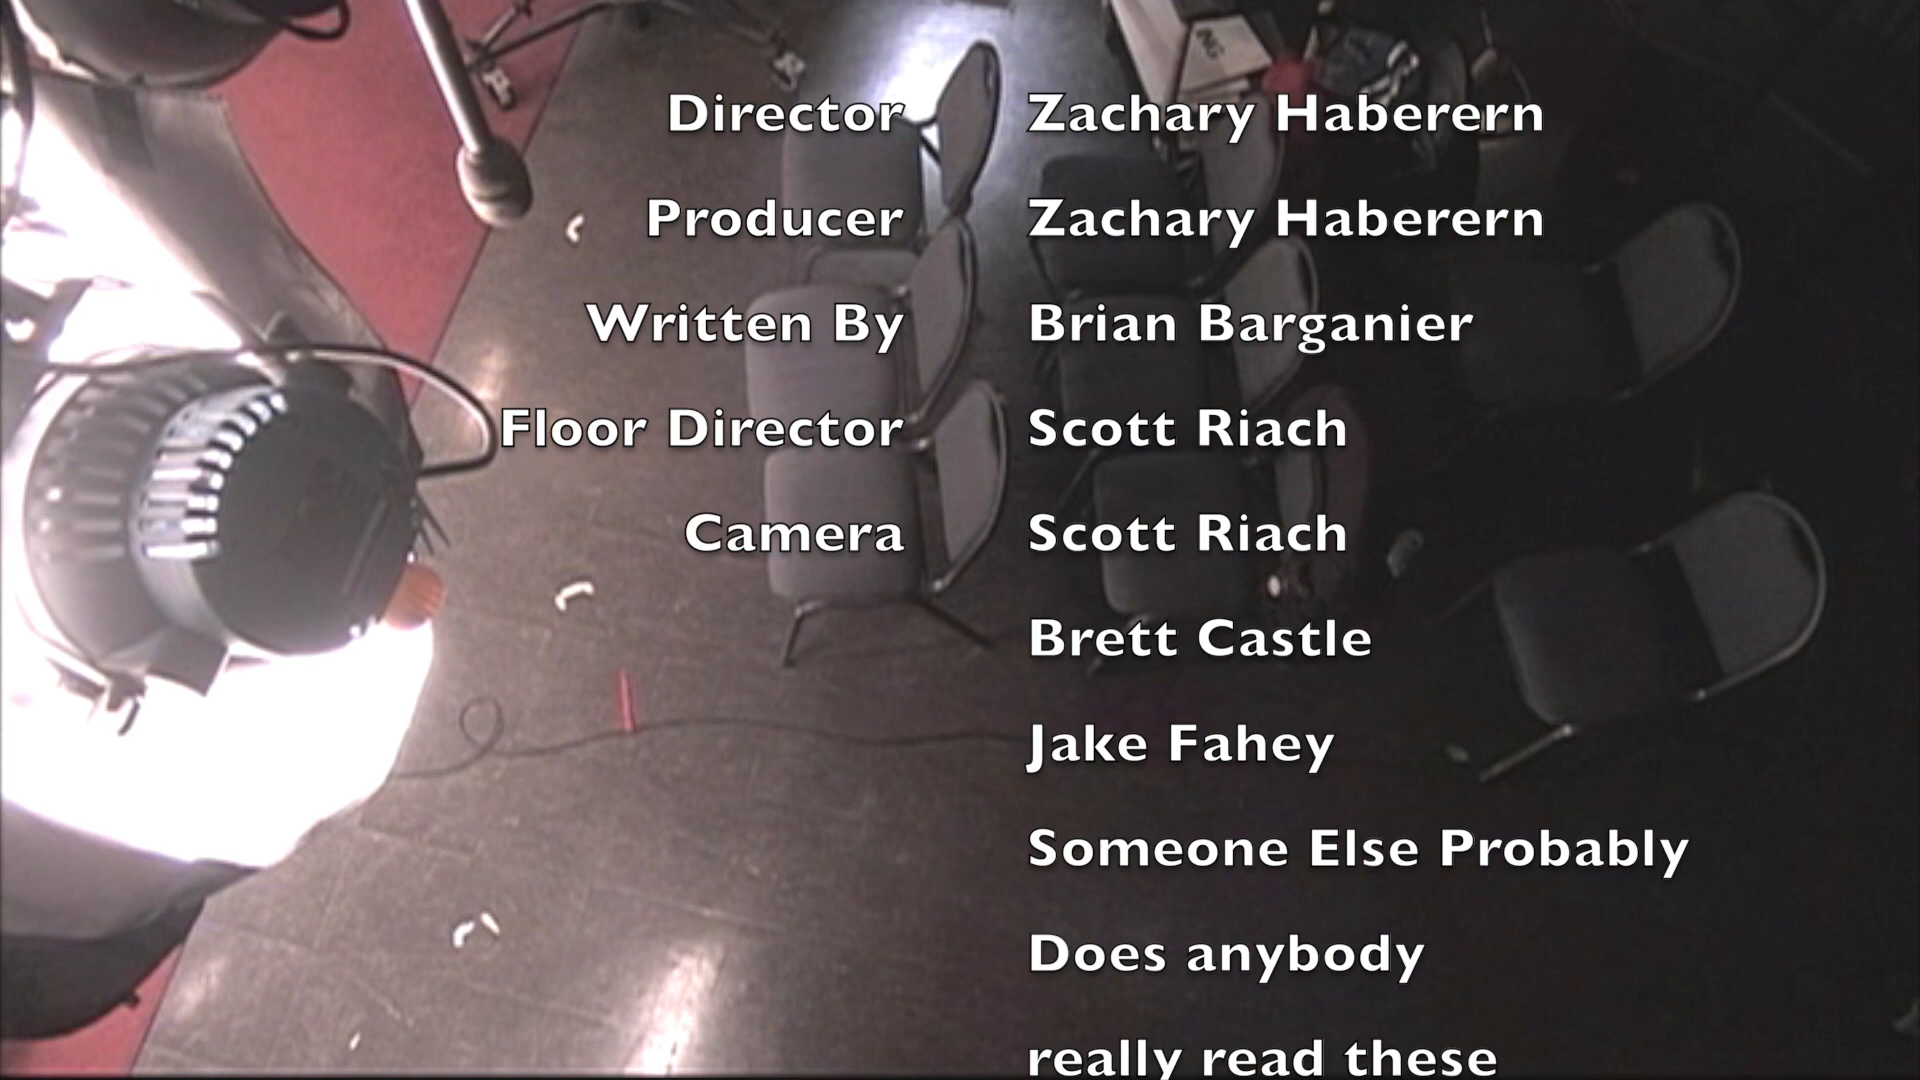 Director Zachary Haberern
Producer Zachary Haberern
Written By Brian Barganier
Floor Director Scott Riach
Camera Scott Riach
Brett Castle
Jake Fahey
Someone Else Probably
Does anybody
really read these